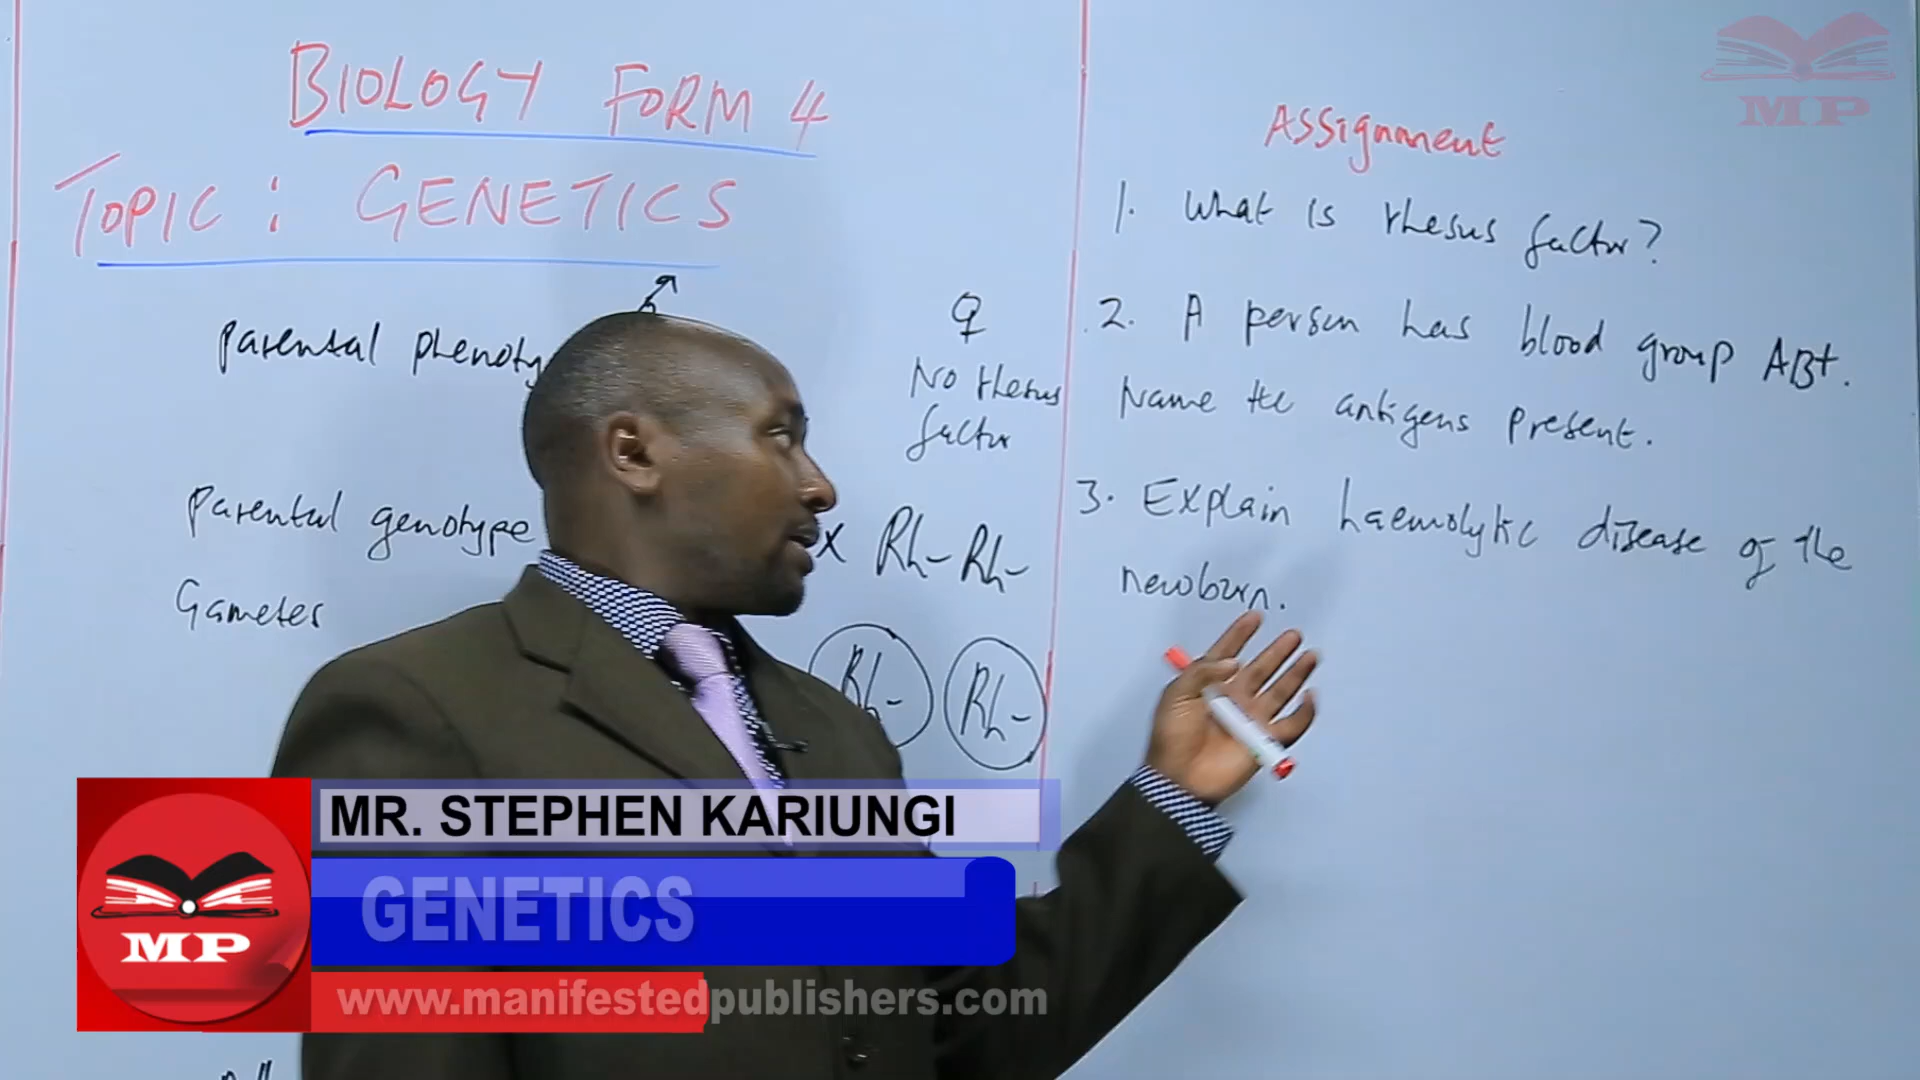 BIOLOGY FORM 4
TOPIC : GENETICS
Parental phenoty
♀
No rhesus
factor
Parental genotype
x Rh- Rh-
Gametes
Rh- Rh-
Assignment
1. What is rhesus factor?
2. A person has blood group AB+.
Name the antigens present.
3. Explain haemolytic disease of the
newborn.
MP
MR. STEPHEN KARIUNGI
GENETICS
MP
www.manifestedpublishers.com